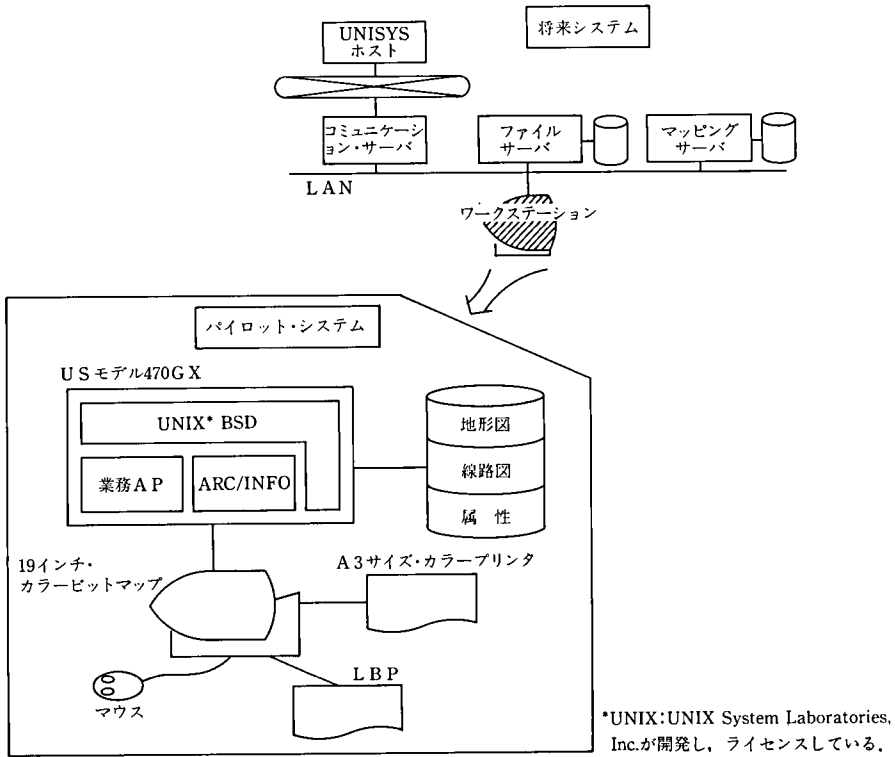 将来システム
UNISYS
ホスト
コミュニケーシ
ョン・サーバ
ファイル
サーバ
マッピング
サーバ
LAN
ワークステーション
パイロット・システム
USモデル470GX
UNIX* BSD
業務AP
ARC/INFO
地形図
線路図
属 性
19インチ・
カラービットマップ
A3サイズ・カラープリンタ
マウス
LBP
*UNIX:UNIX System Laboratories,
Inc.が開発し,ライセンスしている.